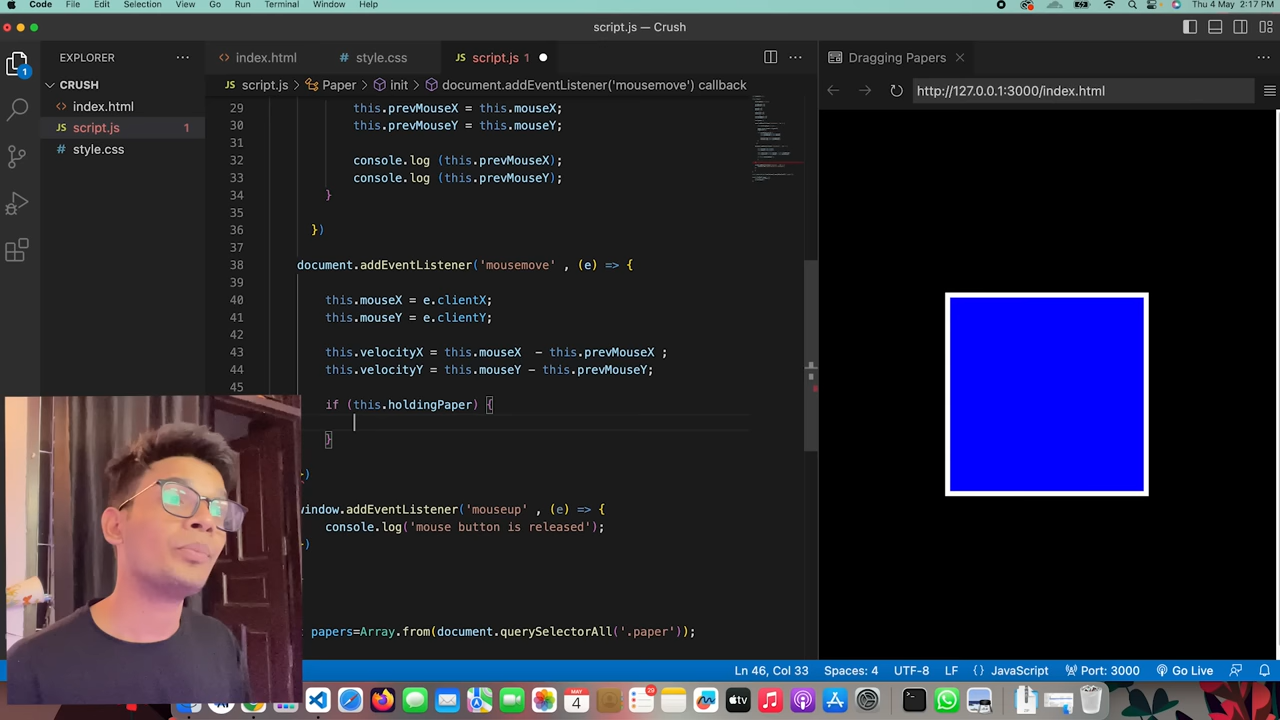 Code File Edit Selection View Go Run Terminal Window Help
Thu 4 May 2:17 PM
script.js — Crush
EXPLORER
CRUSH
index.html
script.js 1
style.css
1
index.html style.css script.js 1
script.js > Paper > init > document.addEventListener('mousemove') callback
29 this.prevMouseX = this.mouseX;
30 this.prevMouseY = this.mouseY;
31
32 console.log (this.prevMouseX);
33 console.log (this.prevMouseY);
34 }
35
36 })
37
38 document.addEventListener('mousemove' , (e) => {
39
40 this.mouseX = e.clientX;
41 this.mouseY = e.clientY;
42
43 this.velocityX = this.mouseX  - this.prevMouseX ;
44 this.velocityY = this.mouseY - this.prevMouseY;
45
if (this.holdingPaper) {
}
)
window.addEventListener('mouseup' , (e) => {
console.log('mouse button is released');
)
papers=Array.from(document.querySelectorAll('.paper'));
Dragging Papers
http://127.0.0.1:3000/index.html
Ln 46, Col 33 Spaces: 4 UTF-8 LF {} JavaScript Port: 3000 Go Live
MAY
4
29